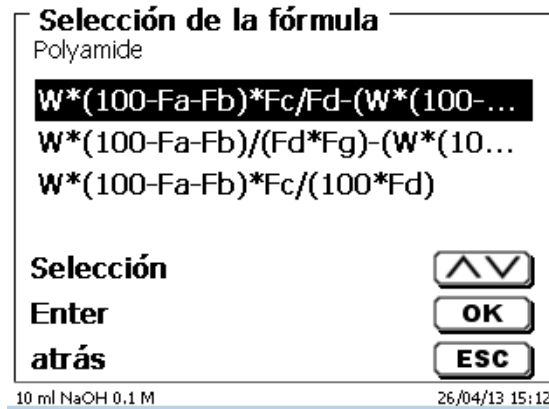 Selección de la fórmula
Polyamide
W*(100-Fa-Fb)*Fc/Fd-(W*(100-...
W*(100-Fa-Fb)/(Fd*Fg)-(W*(10...
W*(100-Fa-Fb)*Fc/(100*Fd)
Selección
Enter OK
atrás ESC
10 ml NaOH 0.1 M 26/04/13 15:12